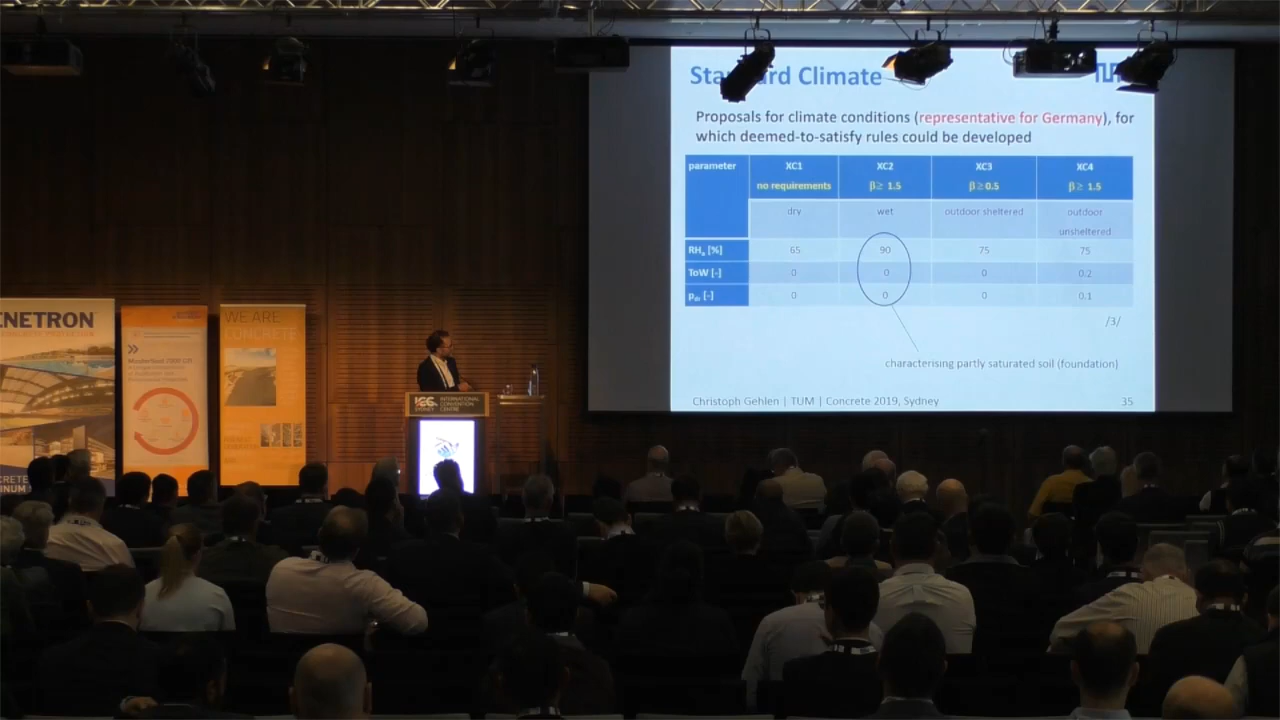 Standard Climate
Proposals for climate conditions (representative for Germany), for
which deemed-to-satisfy rules could be developed
parameter XC1 XC2 XC3 XC4
no requirements β≥ 1.5 β≥0.5 β≥ 1.5
dry wet outdoor sheltered outdoor
unsheltered
RHₐ [%] 65 90 75 75
ToW [-] 0 0 0 0.2
p_dr [-] 0 0 0 0.1
/3/
characterising partly saturated soil (foundation)
Christoph Gehlen | TUM | Concrete 2019, Sydney 35
ENETRON
WE ARE
CONCRETE
ICC
SYDNEY
INTERNATIONAL
CONVENTION
CENTRE